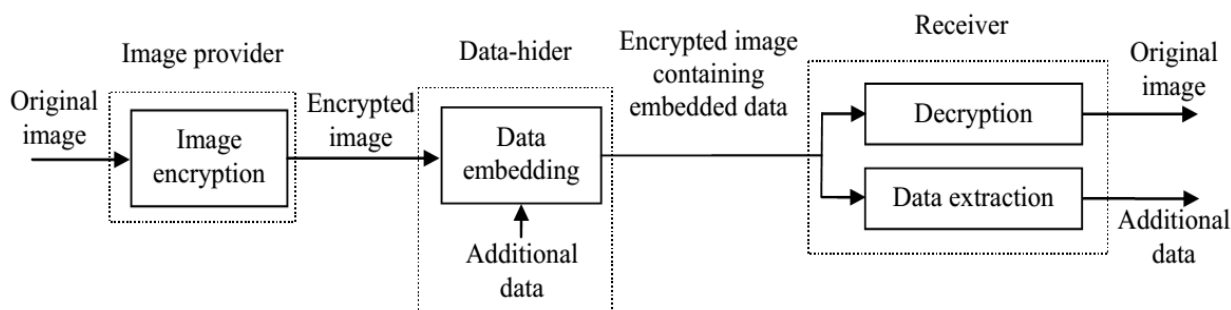 Image provider
Original
image
Image
encryption
Encrypted
image
Data-hider
Data
embedding
Additional
data
Encrypted image
containing
embedded data
Receiver
Decryption
Data extraction
Original
image
Additional
data